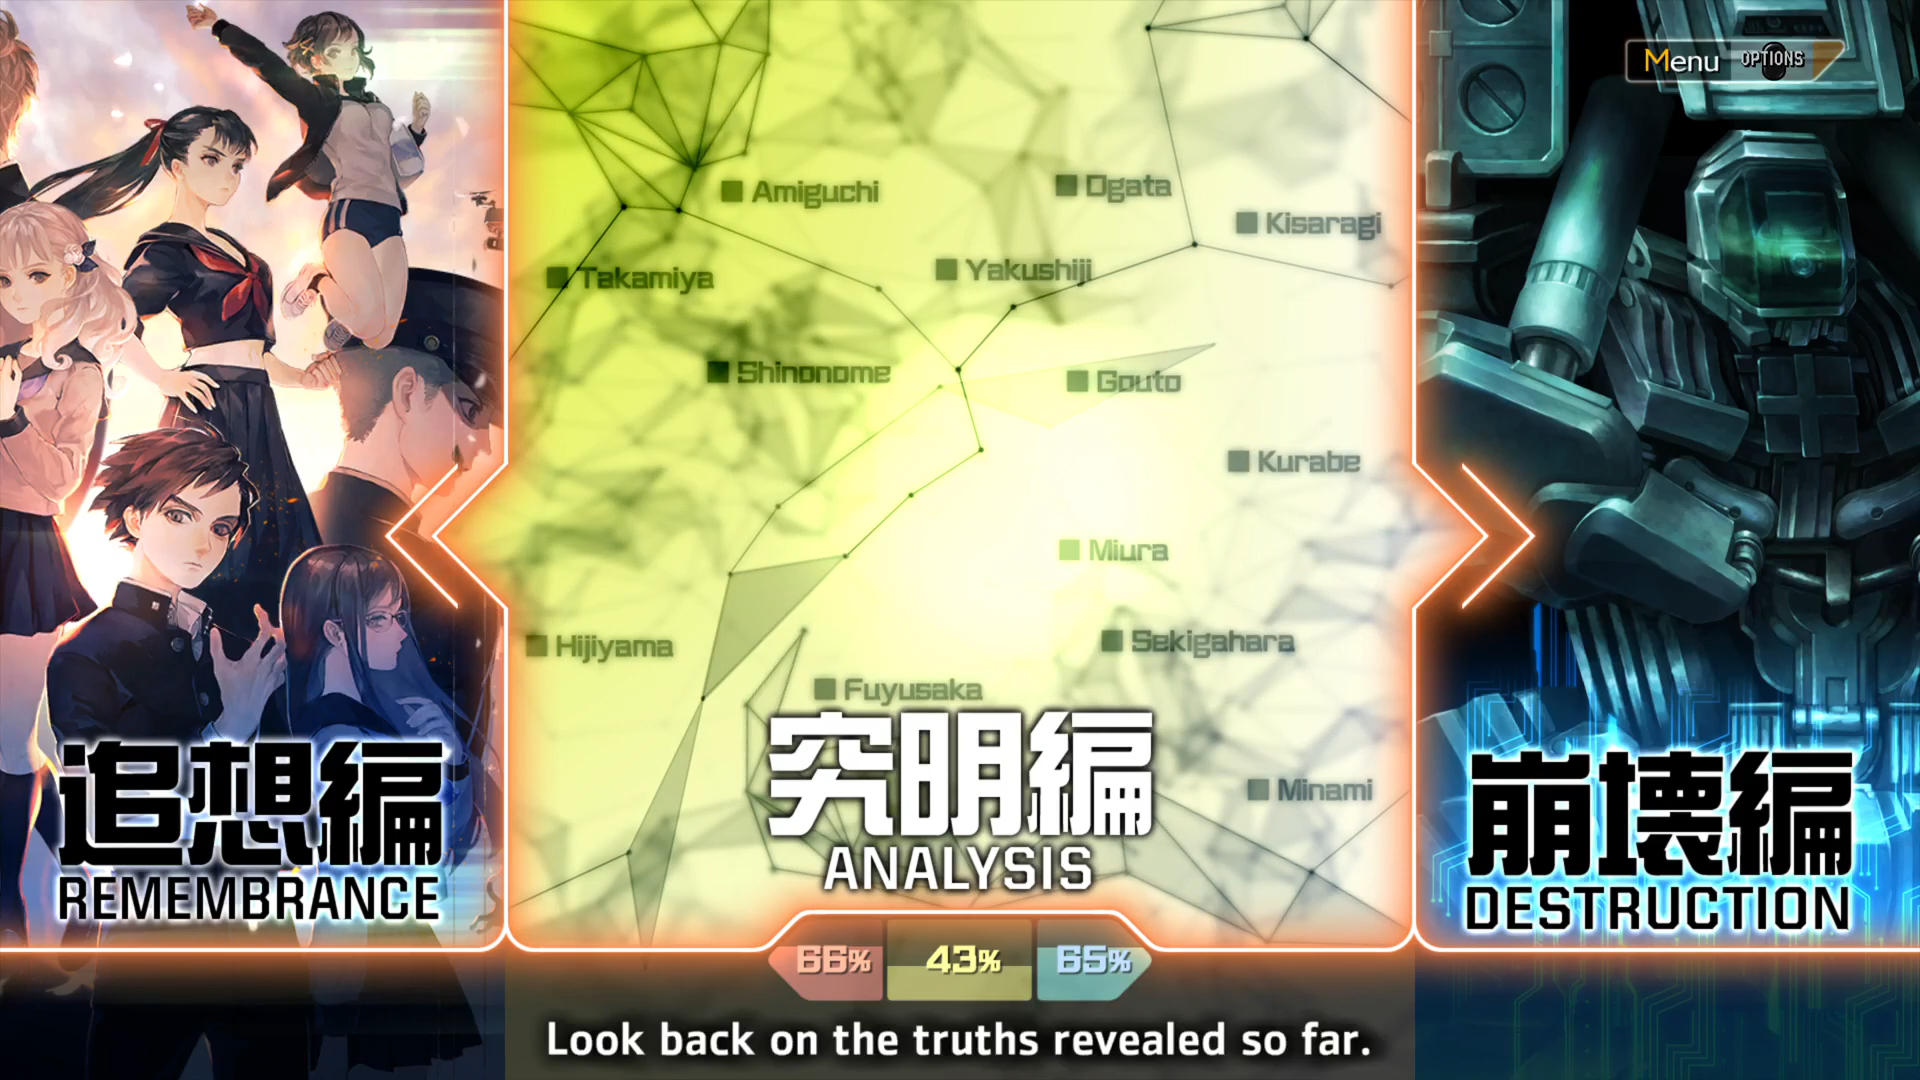 Menu OPTIONS
Amiguchi
Ogata
Kisaragi
Takamiya
Yakushiji
Shinonome
Gouto
Kurabe
Miura
Hijiyama
Sekigahara
Fuyusaka
Minami
追想編
REMEMBRANCE
究明編
ANALYSIS
崩壊編
DESTRUCTION
66% 43% 65%
Look back on the truths revealed so far.